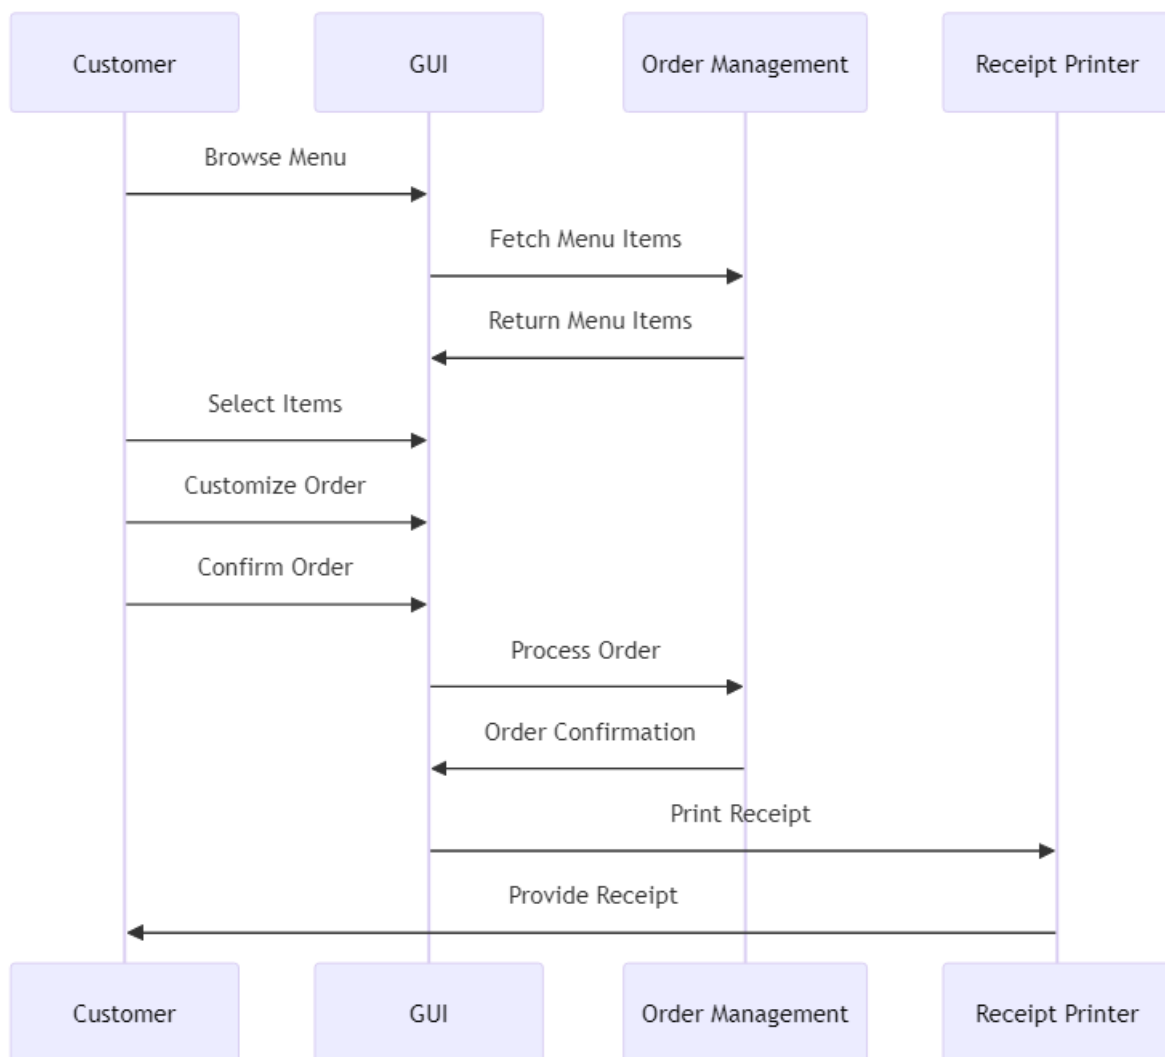 Customer GUI Order Management Receipt Printer
Browse Menu
Fetch Menu Items
Return Menu Items
Select Items
Customize Order
Confirm Order
Process Order
Order Confirmation
Print Receipt
Provide Receipt
Customer GUI Order Management Receipt Printer